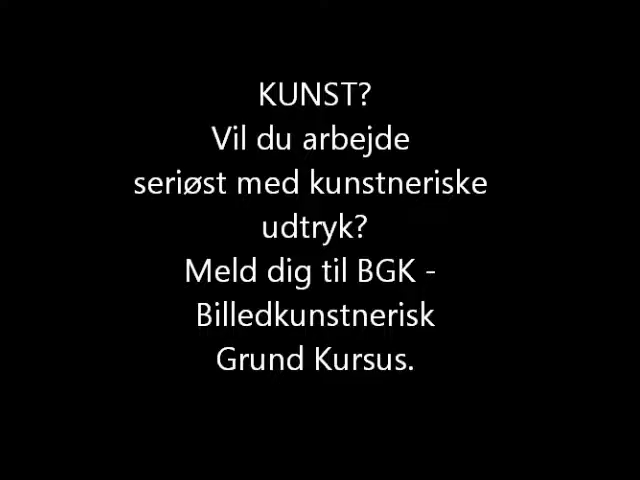 KUNST?
Vil du arbejde
seriøst med kunstneriske
udtryk?
Meld dig til BGK -
Billedkunstnerisk
Grund Kursus.